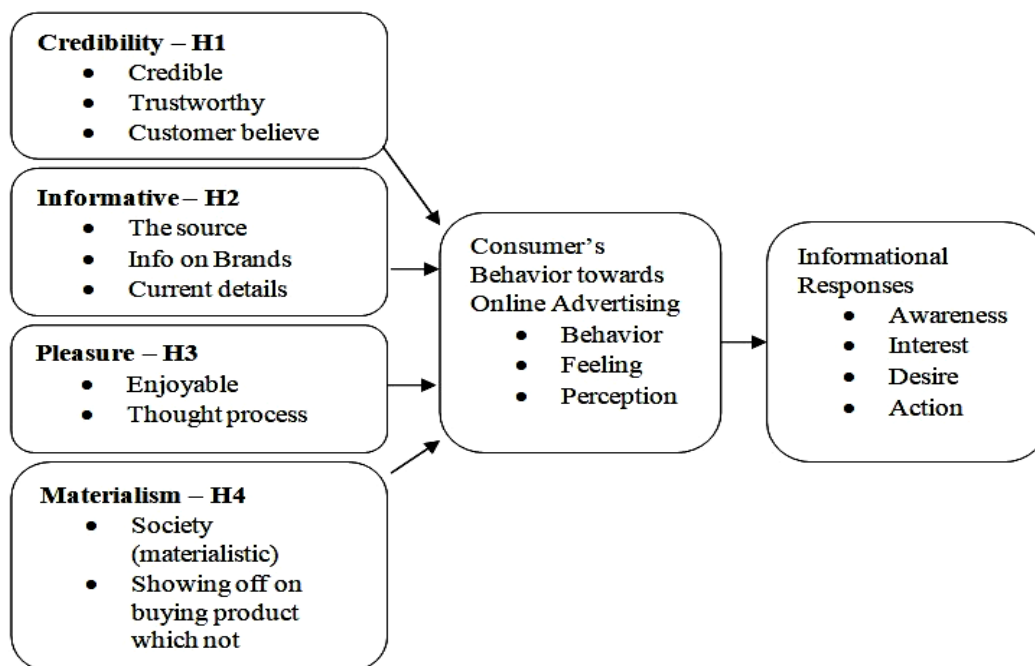 Credibility – H1
• Credible
• Trustworthy
• Customer believe
Informative – H2
• The source
• Info on Brands
• Current details
Pleasure – H3
• Enjoyable
• Thought process
Materialism – H4
• Society
(materialistic)
• Showing off on
buying product
which not
Consumer’s
Behavior towards
Online Advertising
• Behavior
• Feeling
• Perception
Informational
Responses
• Awareness
• Interest
• Desire
• Action